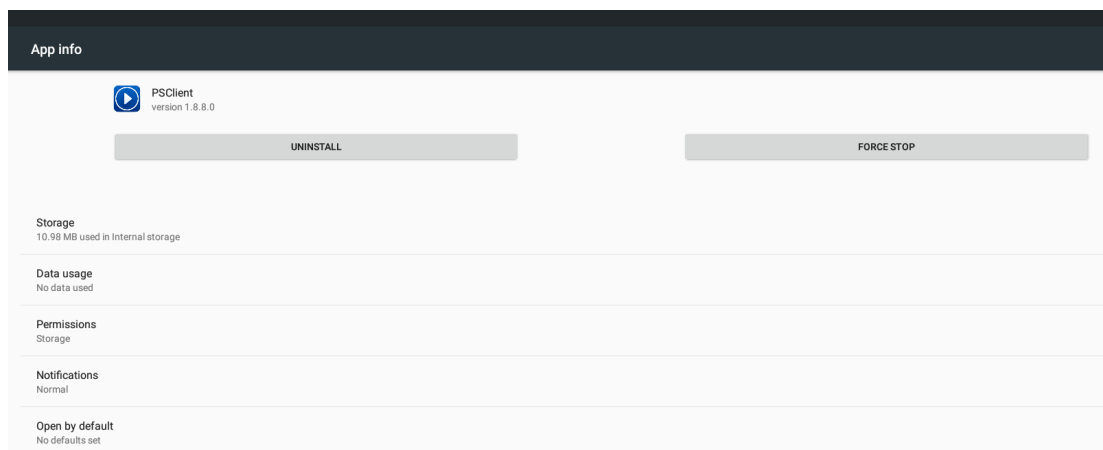 App info
PSClient
version 1.8.8.0
UNINSTALL
FORCE STOP
Storage
10.98 MB used in Internal storage
Data usage
No data used
Permissions
Storage
Notifications
Normal
Open by default
No defaults set